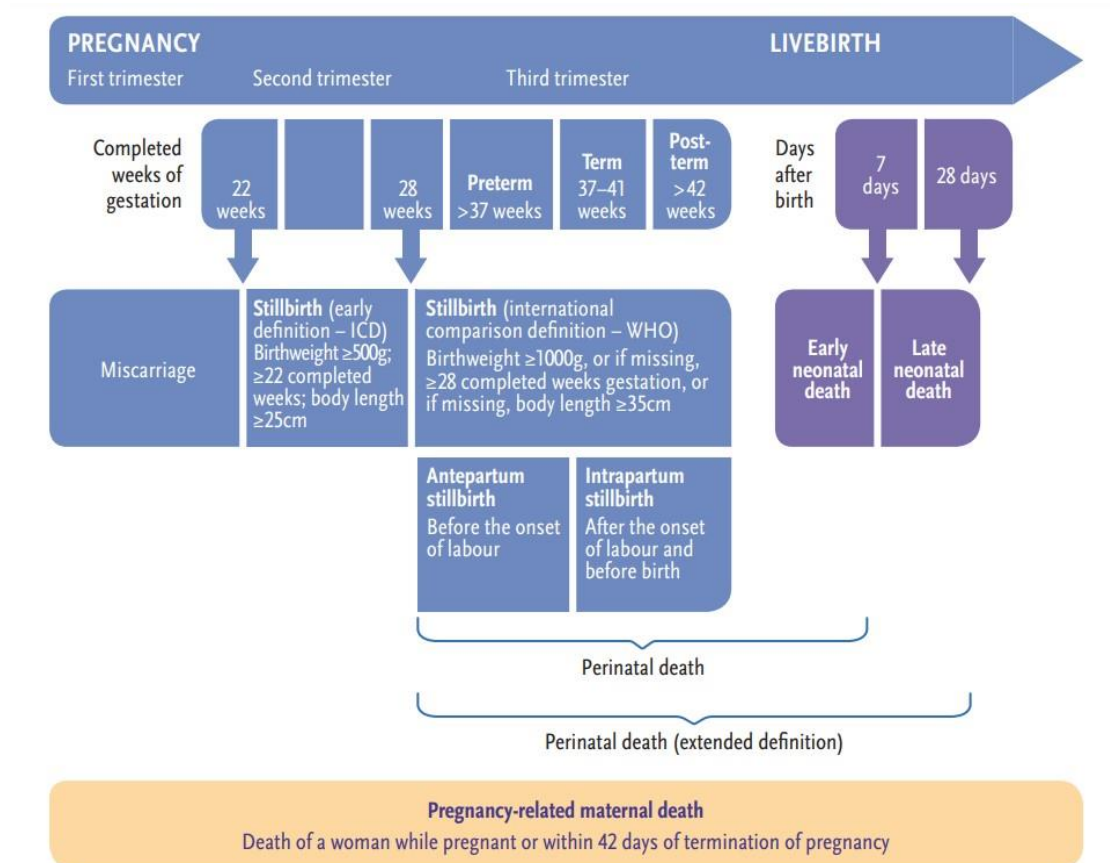 PREGNANCY
LIVEBIRTH
First trimester
Second trimester
Third trimester
Completed
weeks of
gestation
22
weeks
28
weeks
Preterm
>37 weeks
Term
37–41
weeks
Post-
term
>42
weeks
Days
after
birth
7
days
28 days
Miscarriage
Stillbirth (early
definition – ICD)
Birthweight ≥500g;
≥22 completed
weeks; body length
≥25cm
Stillbirth (international
comparison definition – WHO)
Birthweight ≥1000g, or if missing,
≥28 completed weeks gestation, or
if missing, body length ≥35cm
Early
neonatal
death
Late
neonatal
death
Antepartum
stillbirth
Before the onset
of labour
Intrapartum
stillbirth
After the onset
of labour and
before birth
Perinatal death
Perinatal death (extended definition)
Pregnancy-related maternal death
Death of a woman while pregnant or within 42 days of termination of pregnancy